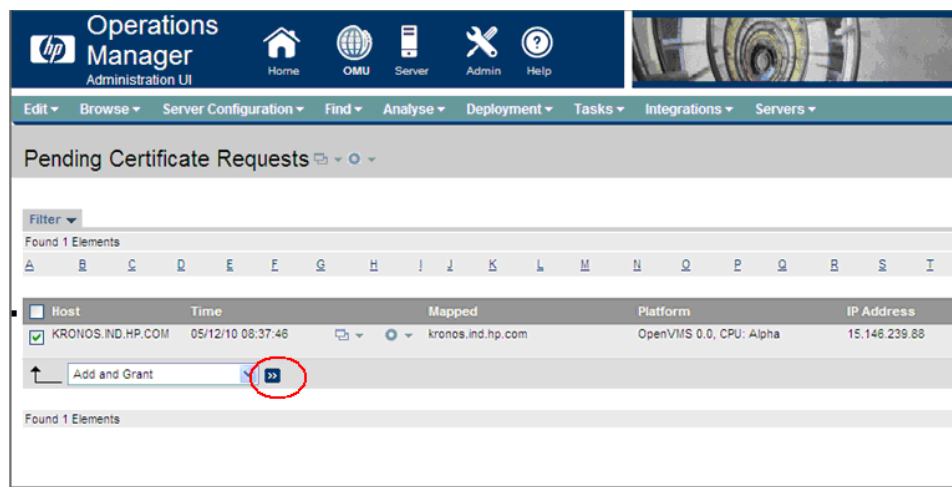 hp
Operations
Manager
Administration UI
Home OMU Server Admin Help
Edit Browse Server Configuration Find Analyse Deployment Tasks Integrations Servers
Pending Certificate Requests
Filter
Found 1 Elements
A B C D E F G H I J K L M N O P Q R S T
Host Time Mapped Platform IP Address
KRONOS.IND.HP.COM 05/12/10 08:37:46 kronos.ind.hp.com OpenVMS 0.0, CPU: Alpha 15.146.239.88
Add and Grant
Found 1 Elements